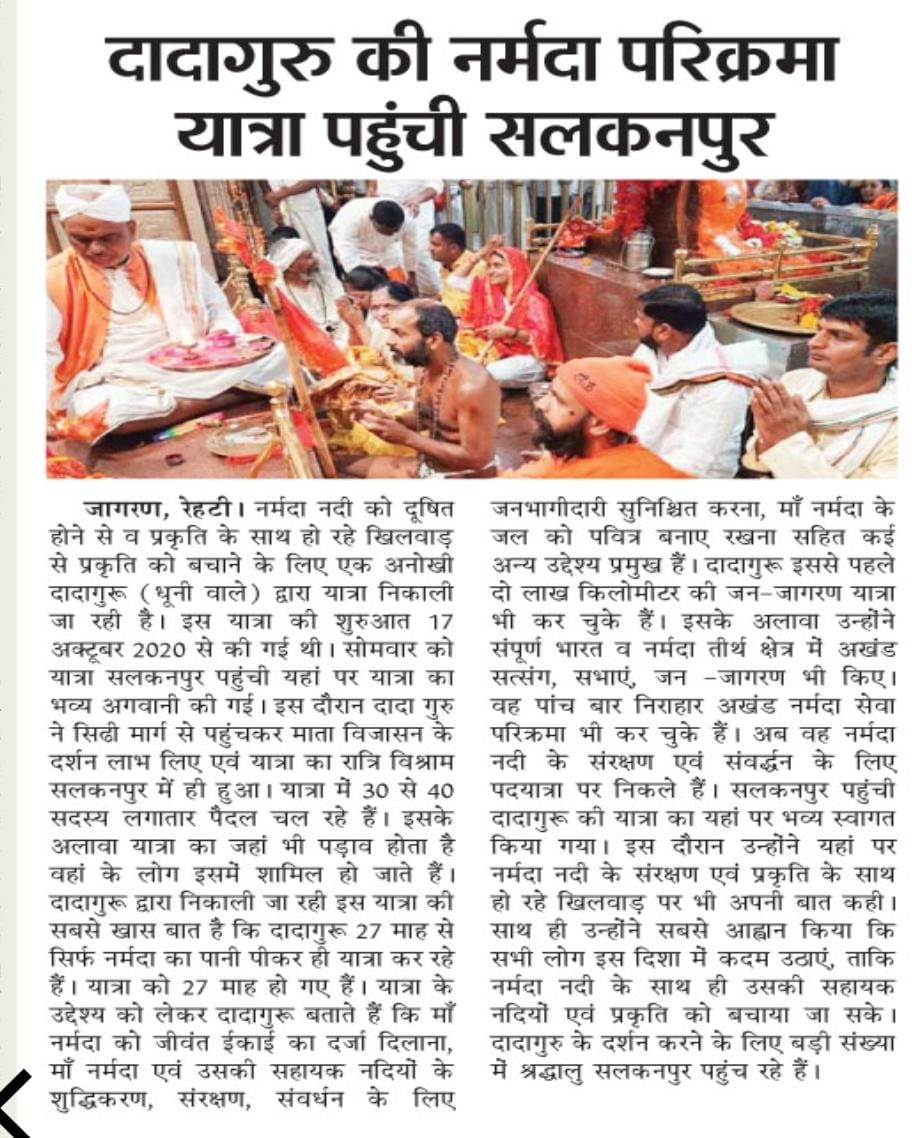 दादागुरु की नर्मदा परिक्रमा
यात्रा पहुंची सलकनपुर
जागरण, रेहटी। नर्मदा नदी को दूषित
होने से व प्रकृति के साथ हो रहे खिलवाड़
से प्रकृति को बचाने के लिए एक अनोखी
दादागुरू (धूनी वाले) द्वारा यात्रा निकाली
जा रही है। इस यात्रा की शुरुआत 17
अक्टूबर 2020 से की गई थी। सोमवार को
यात्रा सलकनपुर पहुंची यहां पर यात्रा का
भव्य अगवानी की गई। इस दौरान दादा गुरु
ने सिढी मार्ग से पहुंचकर माता विजासन के
दर्शन लाभ लिए एवं यात्रा का रात्रि विश्राम
सलकनपुर में ही हुआ। यात्रा में 30 से 40
सदस्य लगातार पैदल चल रहे हैं। इसके
अलावा यात्रा का जहां भी पड़ाव होता है
वहां के लोग इसमें शामिल हो जाते हैं।
दादागुरू द्वारा निकाली जा रही इस यात्रा की
सबसे खास बात है कि दादागुरू 27 माह से
सिर्फ नर्मदा का पानी पीकर ही यात्रा कर रहे
हैं। यात्रा को 27 माह हो गए हैं। यात्रा के
उद्देश्य को लेकर दादागुरू बताते हैं कि माँ
नर्मदा को जीवंत ईकाई का दर्जा दिलाना,
माँ नर्मदा एवं उसकी सहायक नदियों के
शुद्धिकरण, संरक्षण, संवर्धन के लिए
जनभागीदारी सुनिश्चित करना, माँ नर्मदा के
जल को पवित्र बनाए रखना सहित कई
अन्य उद्देश्य प्रमुख हैं। दादागुरू इससे पहले
दो लाख किलोमीटर की जन-जागरण यात्रा
भी कर चुके हैं। इसके अलावा उन्होंने
संपूर्ण भारत व नर्मदा तीर्थ क्षेत्र में अखंड
सत्संग, सभाएं, जन -जागरण भी किए।
वह पांच बार निराहार अखंड नर्मदा सेवा
परिक्रमा भी कर चुके हैं। अब वह नर्मदा
नदी के संरक्षण एवं संवर्द्धन के लिए
पदयात्रा पर निकले हैं। सलकनपुर पहुंची
दादागुरू की यात्रा का यहां पर भव्य स्वागत
किया गया। इस दौरान उन्होंने यहां पर
नर्मदा नदी के संरक्षण एवं प्रकृति के साथ
हो रहे खिलवाड़ पर भी अपनी बात कही।
साथ ही उन्होंने सबसे आह्वान किया कि
सभी लोग इस दिशा में कदम उठाएं, ताकि
नर्मदा नदी के साथ ही उसकी सहायक
नदियों एवं प्रकृति को बचाया जा सके।
दादागुरु के दर्शन करने के लिए बड़ी संख्या
में श्रद्धालु सलकनपुर पहुंच रहे हैं।